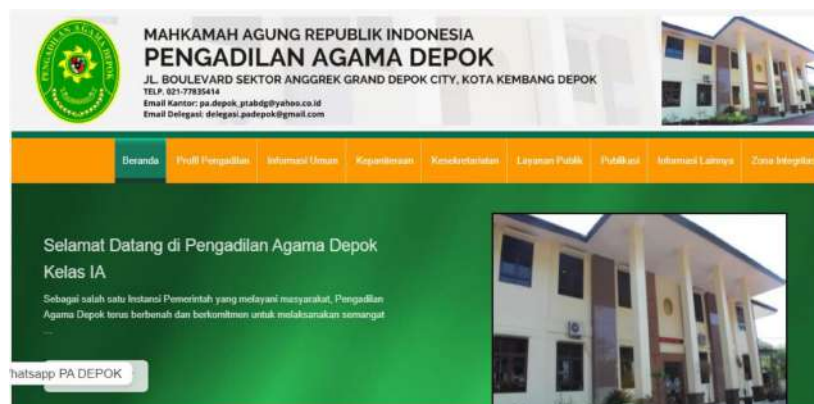 MAHKAMAH AGUNG REPUBLIK INDONESIA
PENGADILAN AGAMA DEPOK
JL. BOULEVARD SEKTOR ANGGREK GRAND DEPOK CITY, KOTA KEMBANG DEPOK
TELP. 021-77835414
Email Kantor: pa.depok_ptabdg@yahoo.co.id
Email Delegasi: delegasi.padepok@gmail.com
PENGADILAN AGAMA DEPOK
Beranda Profil Pengadilan Informasi Umum Kepaniteraan Kesekretariatan Layanan Publik Publikasi Informasi Lainnya Zona Integritas
Selamat Datang di Pengadilan Agama Depok
Kelas IA
Sebagai salah satu Instansi Pemerintah yang melayani masyarakat, Pengadilan
Agama Depok terus berbenah dan berkomitmen untuk melaksanakan semangat
...
hatsapp PA DEPOK